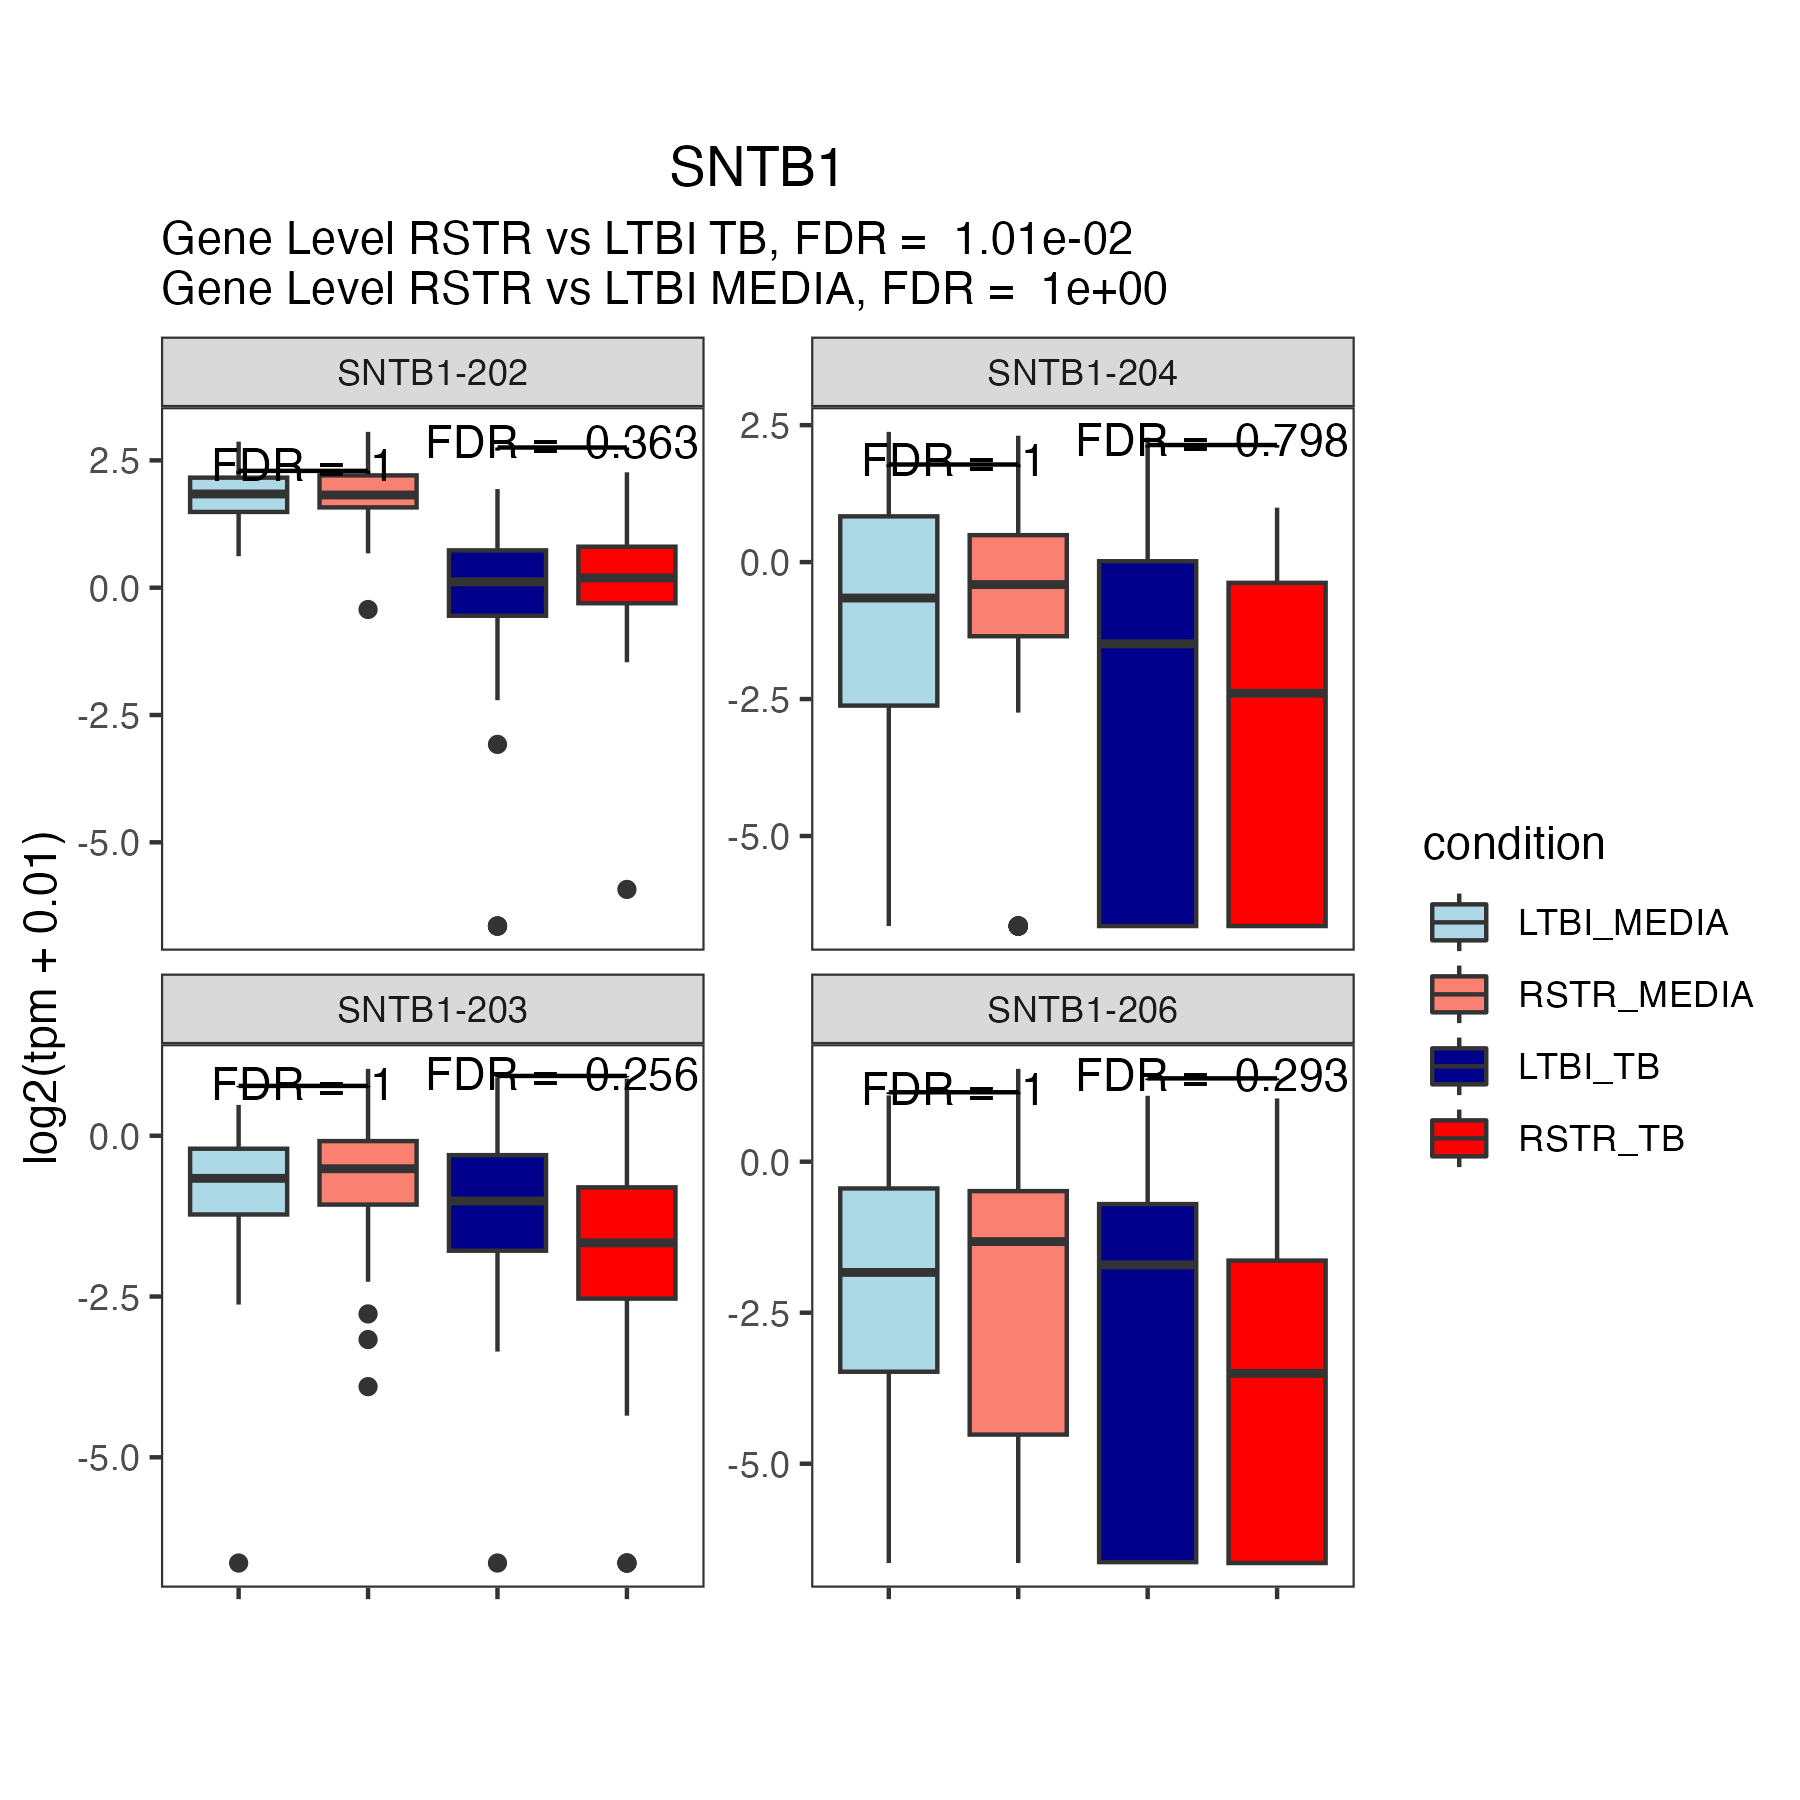 SNTB1
Gene Level RSTR vs LTBI TB, FDR =  1.01e-02
Gene Level RSTR vs LTBI MEDIA, FDR =  1e+00
SNTB1-202
FDR =  1
FDR =  0.363
2.5
0.0
-2.5
-5.0
SNTB1-204
FDR =  1
FDR =  0.798
2.5
0.0
-2.5
-5.0
SNTB1-203
FDR =  1
FDR =  0.256
0.0
-2.5
-5.0
SNTB1-206
FDR =  1
FDR =  0.293
0.0
-2.5
-5.0
log2(tpm + 0.01)
condition
LTBI_MEDIA
RSTR_MEDIA
LTBI_TB
RSTR_TB